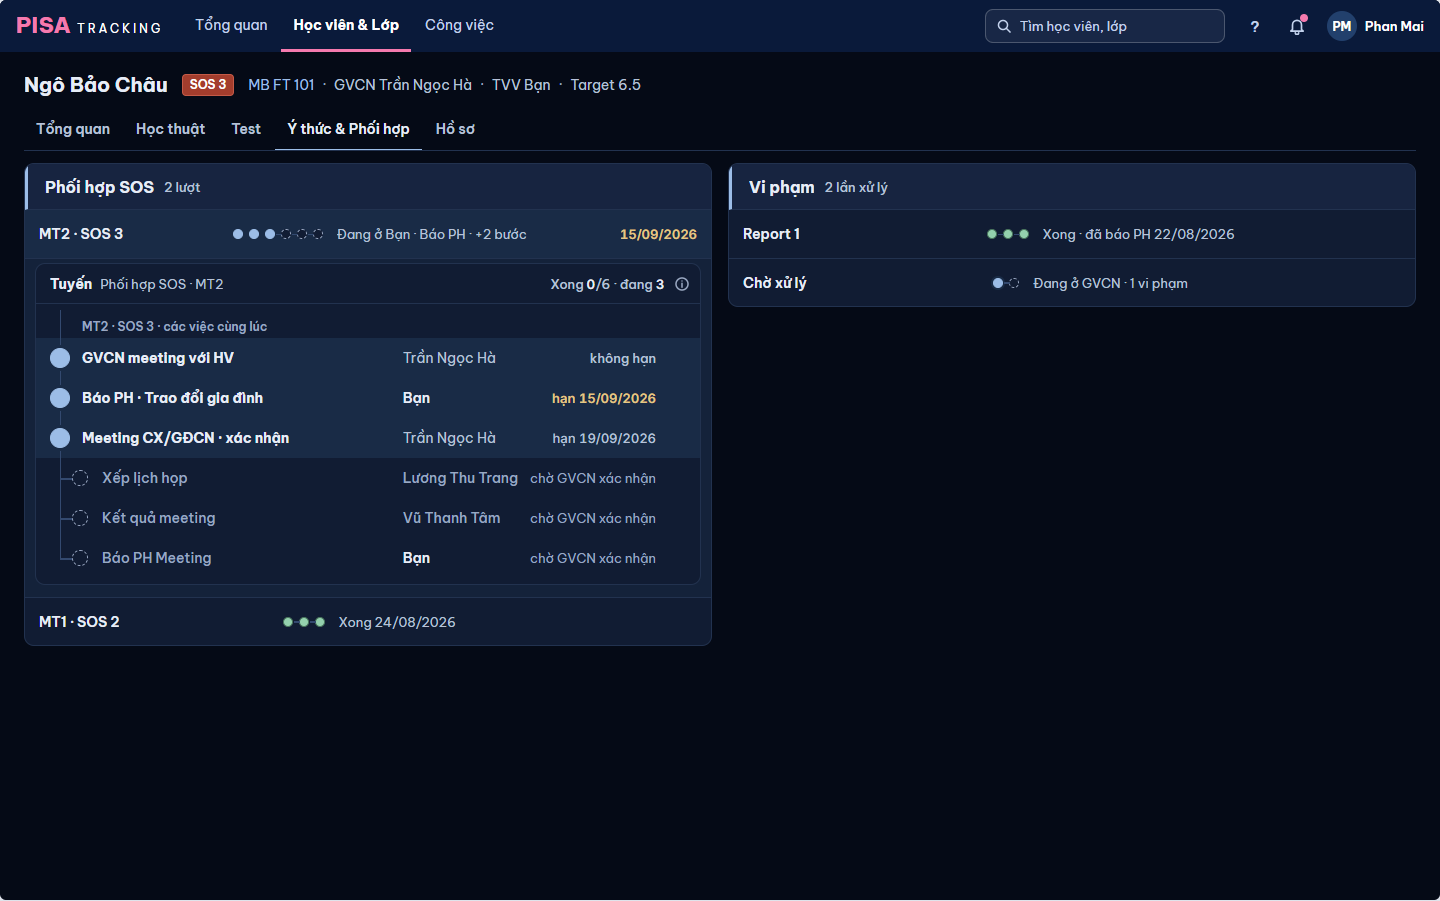 PISA TRACKING Tổng quan Học viên & Lớp Công việc Tìm học viên, lớp ? PM Phan Mai
Ngô Bảo Châu SOS 3 MB FT 101 · GVCN Trần Ngọc Hà · TVV Bạn · Target 6.5
Tổng quan Học thuật Test Ý thức & Phối hợp Hồ sơ
Phối hợp SOS 2 lượt
MT2 · SOS 3 Đang ở Bạn · Báo PH · +2 bước 15/09/2026
Tuyến Phối hợp SOS · MT2 Xong 0/6 · đang 3
MT2 · SOS 3 · các việc cùng lúc
GVCN meeting với HV Trần Ngọc Hà không hạn
Báo PH · Trao đổi gia đình Bạn hạn 15/09/2026
Meeting CX/GĐCN · xác nhận Trần Ngọc Hà hạn 19/09/2026
Xếp lịch họp Lương Thu Trang chờ GVCN xác nhận
Kết quả meeting Vũ Thanh Tâm chờ GVCN xác nhận
Báo PH Meeting Bạn chờ GVCN xác nhận
MT1 · SOS 2 Xong 24/08/2026
Vi phạm 2 lần xử lý
Report 1 Xong · đã báo PH 22/08/2026
Chờ xử lý Đang ở GVCN · 1 vi phạm